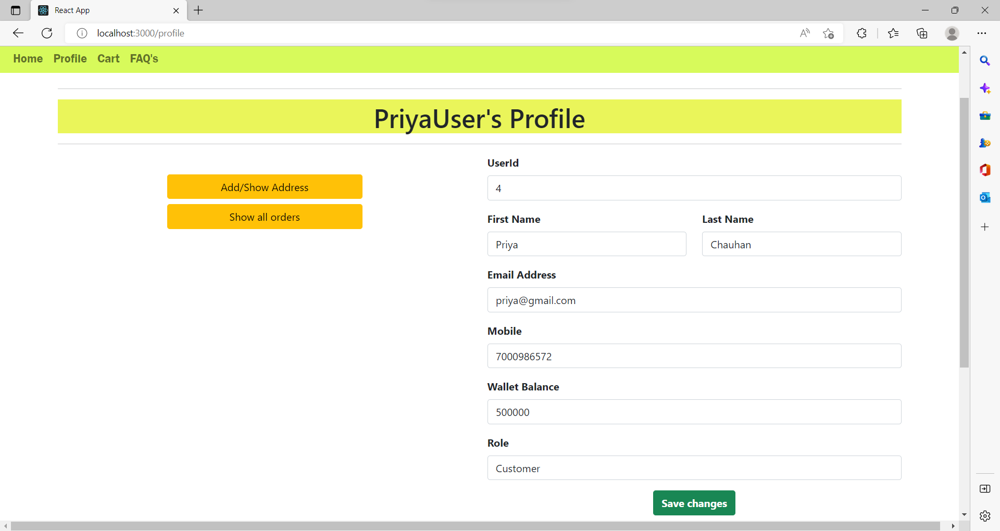 React App
localhost:3000/profile
Home Profile Cart FAQ's
PriyaUser's Profile
Add/Show Address
Show all orders
UserId
4
First Name Last Name
Priya Chauhan
Email Address
priya@gmail.com
Mobile
7000986572
Wallet Balance
500000
Role
Customer
Save changes